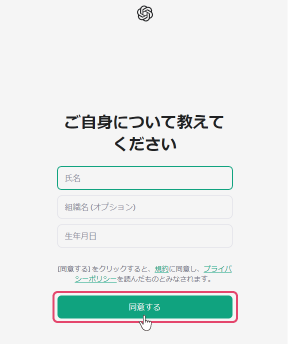 ご自身について教えて
ください
氏名
組織名 (オプション)
生年月日
[同意する] をクリックすると、規約に同意し、プライバ
シーポリシーを読んだものとみなされます。
同意する